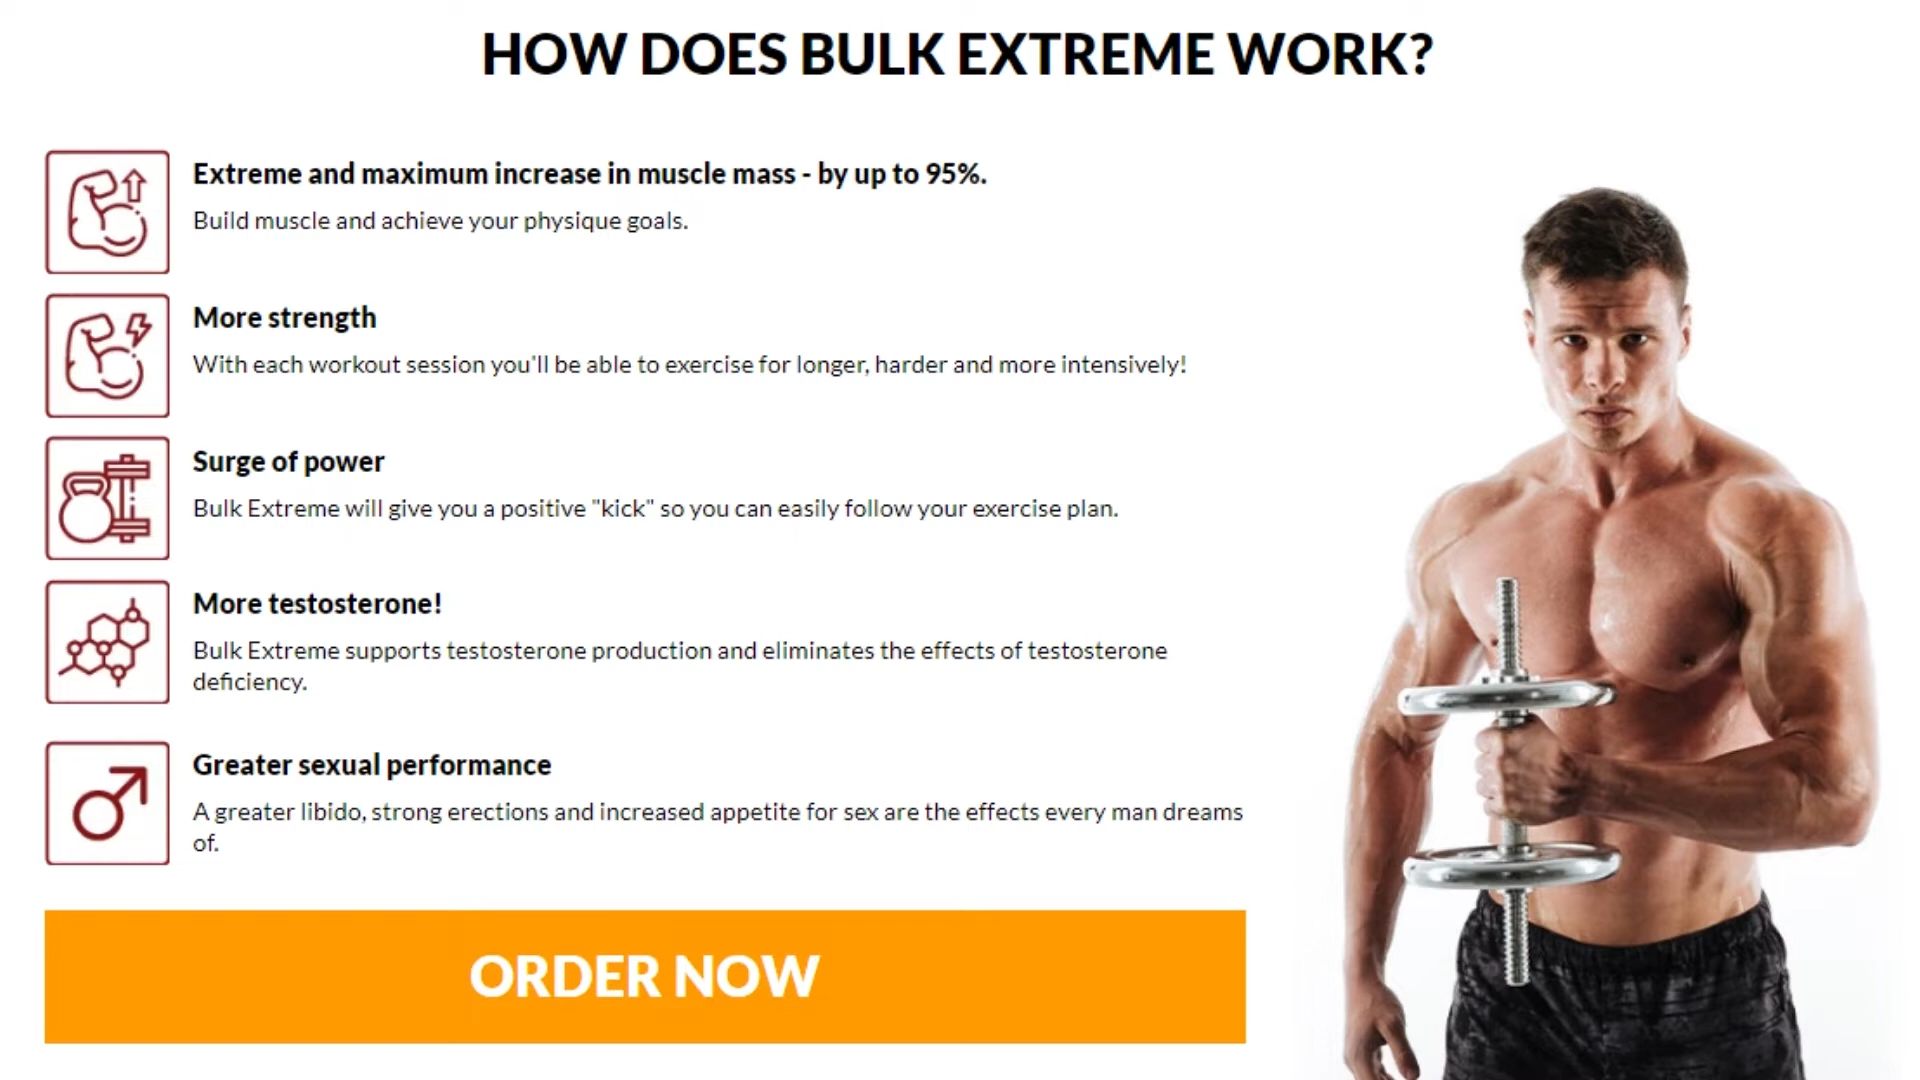 HOW DOES BULK EXTREME WORK?
Extreme and maximum increase in muscle mass - by up to 95%.
Build muscle and achieve your physique goals.
More strength
With each workout session you'll be able to exercise for longer, harder and more intensively!
Surge of power
Bulk Extreme will give you a positive "kick" so you can easily follow your exercise plan.
More testosterone!
Bulk Extreme supports testosterone production and eliminates the effects of testosterone
deficiency.
Greater sexual performance
A greater libido, strong erections and increased appetite for sex are the effects every man dreams
of.
ORDER NOW